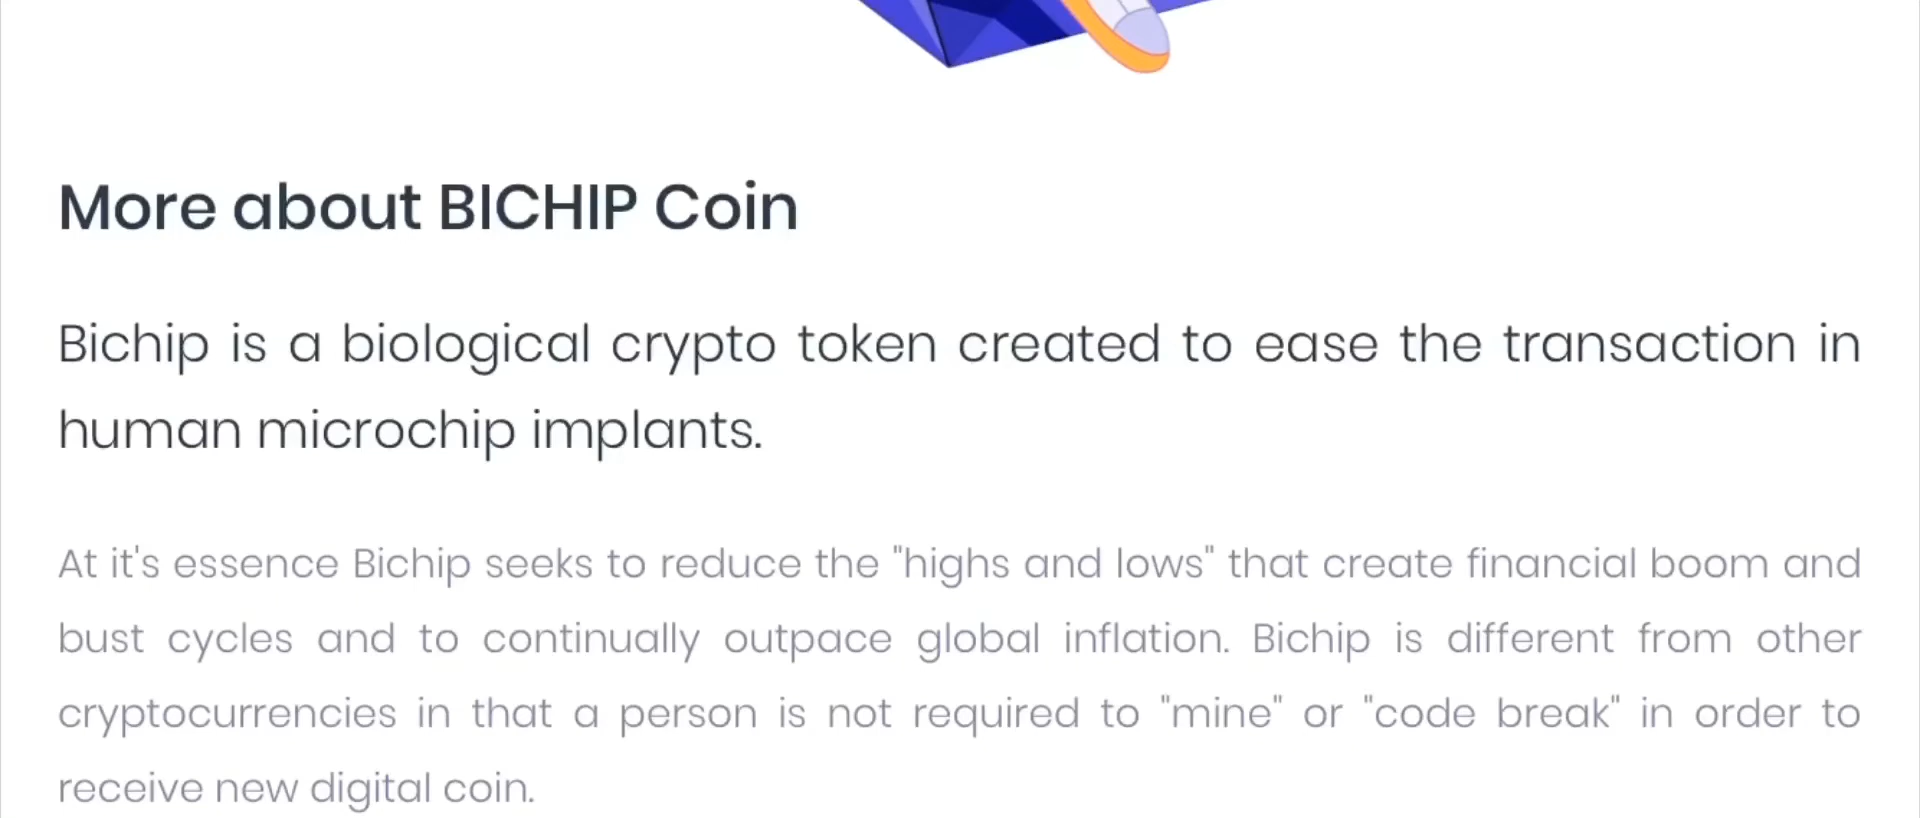 More about BICHIP Coin
Bichip is a biological crypto token created to ease the transaction in
human microchip implants.
At it's essence Bichip seeks to reduce the "highs and lows" that create financial boom and
bust cycles and to continually outpace global inflation. Bichip is different from other
cryptocurrencies in that a person is not required to "mine" or "code break" in order to
receive new digital coin.